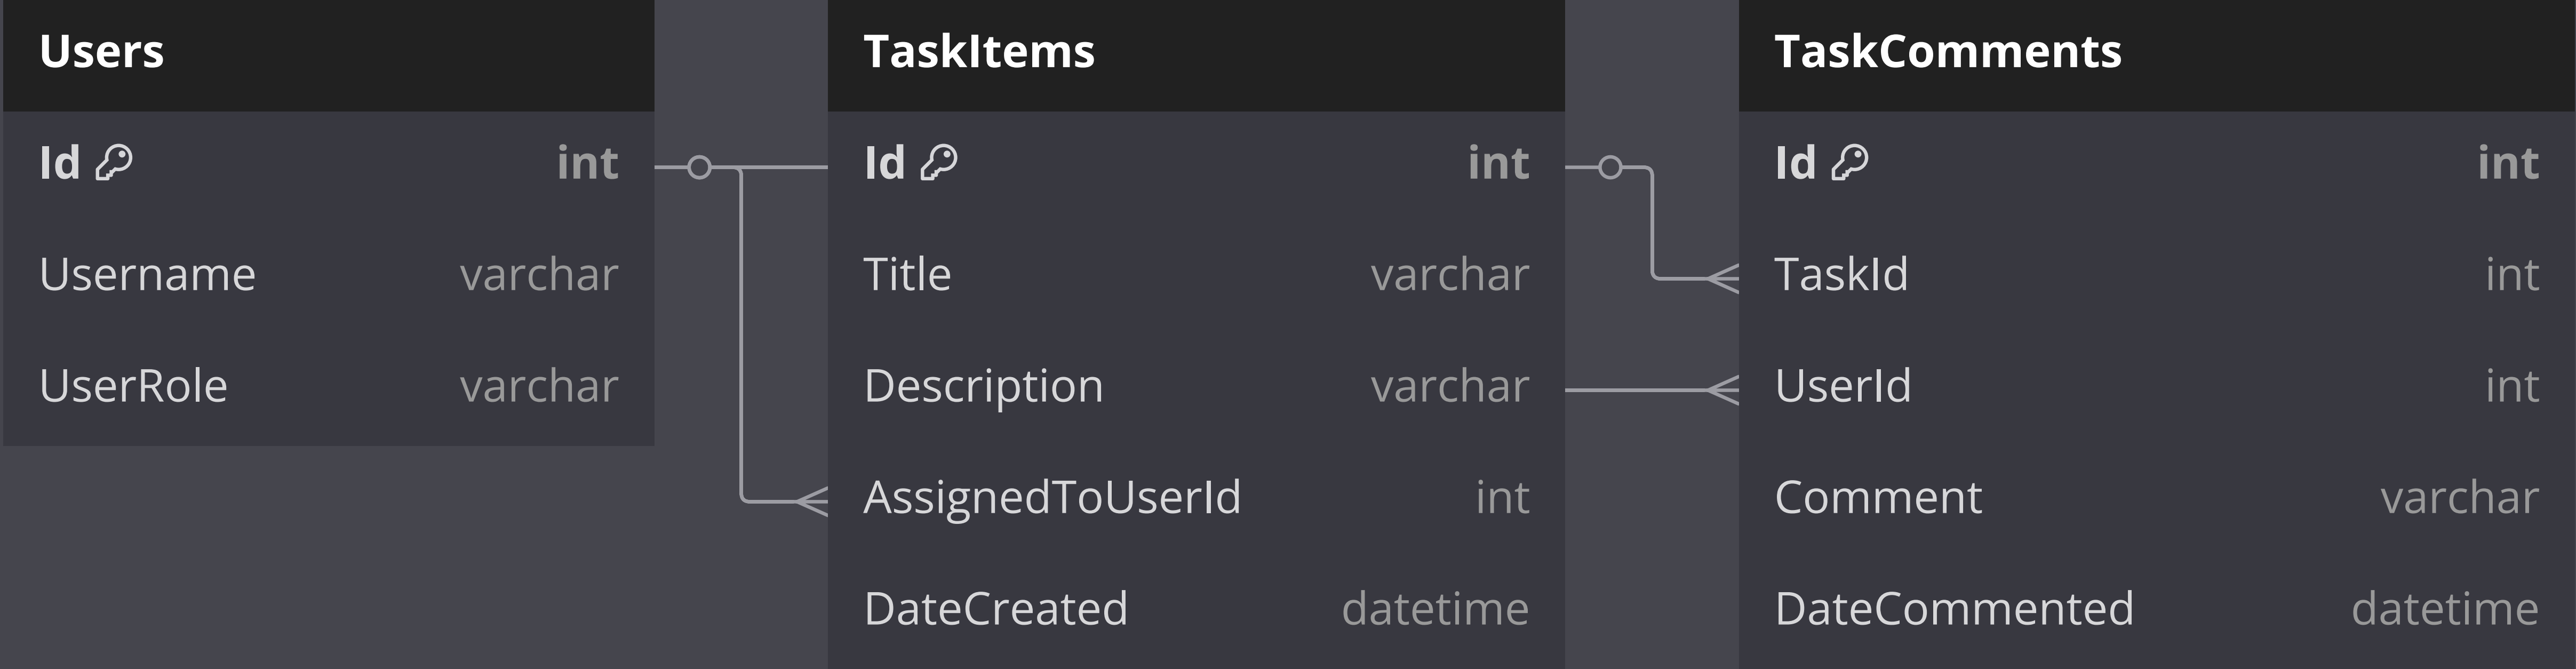 Users
Id int
Username varchar
UserRole varchar
TaskItems
Id int
Title varchar
Description varchar
AssignedToUserId int
DateCreated datetime
TaskComments
Id int
TaskId int
UserId int
Comment varchar
DateCommented datetime